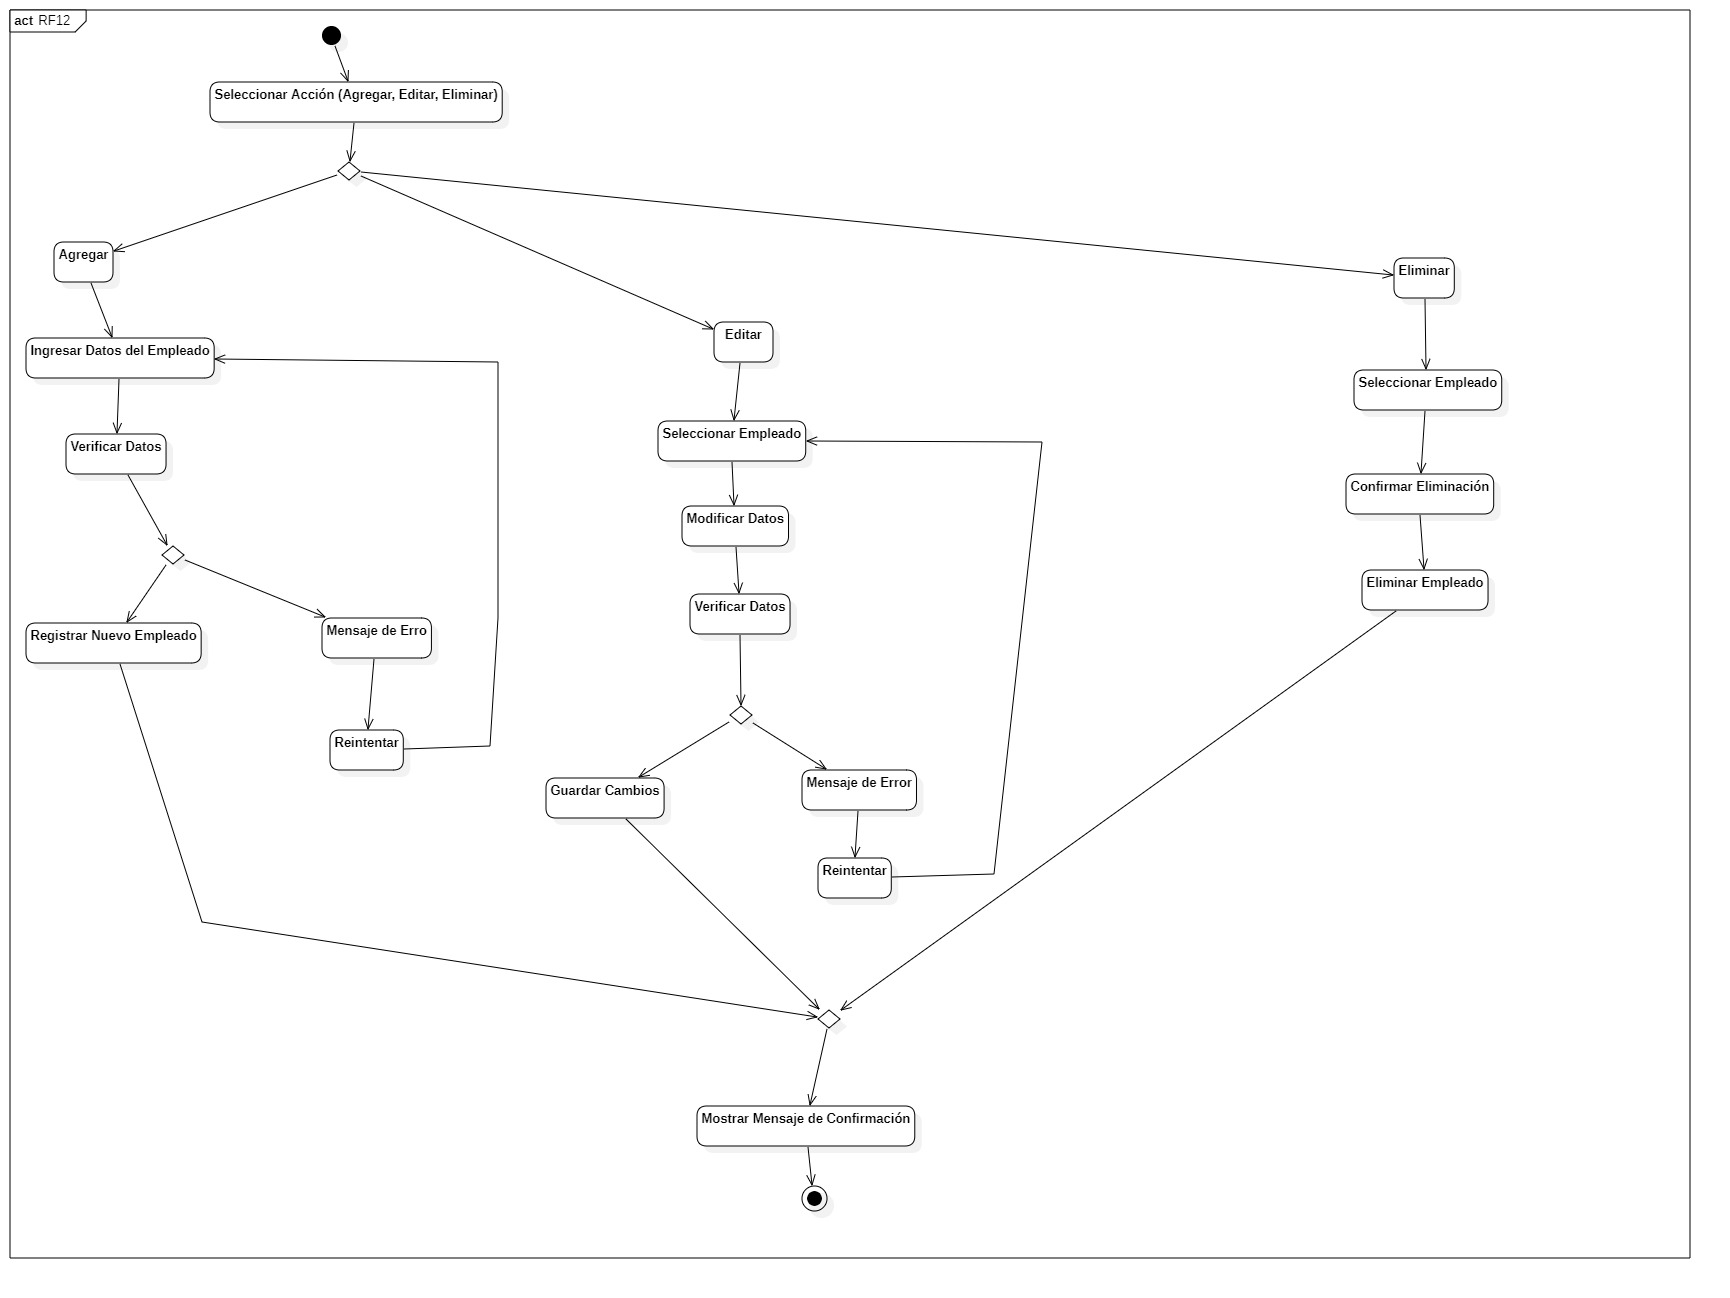 act RF12
Seleccionar Acción (Agregar, Editar, Eliminar)
Agregar
Ingresar Datos del Empleado
Verificar Datos
Registrar Nuevo Empleado
Mensaje de Erro
Reintentar
Editar
Seleccionar Empleado
Modificar Datos
Verificar Datos
Guardar Cambios
Mensaje de Error
Reintentar
Eliminar
Seleccionar Empleado
Confirmar Eliminación
Eliminar Empleado
Mostrar Mensaje de Confirmación